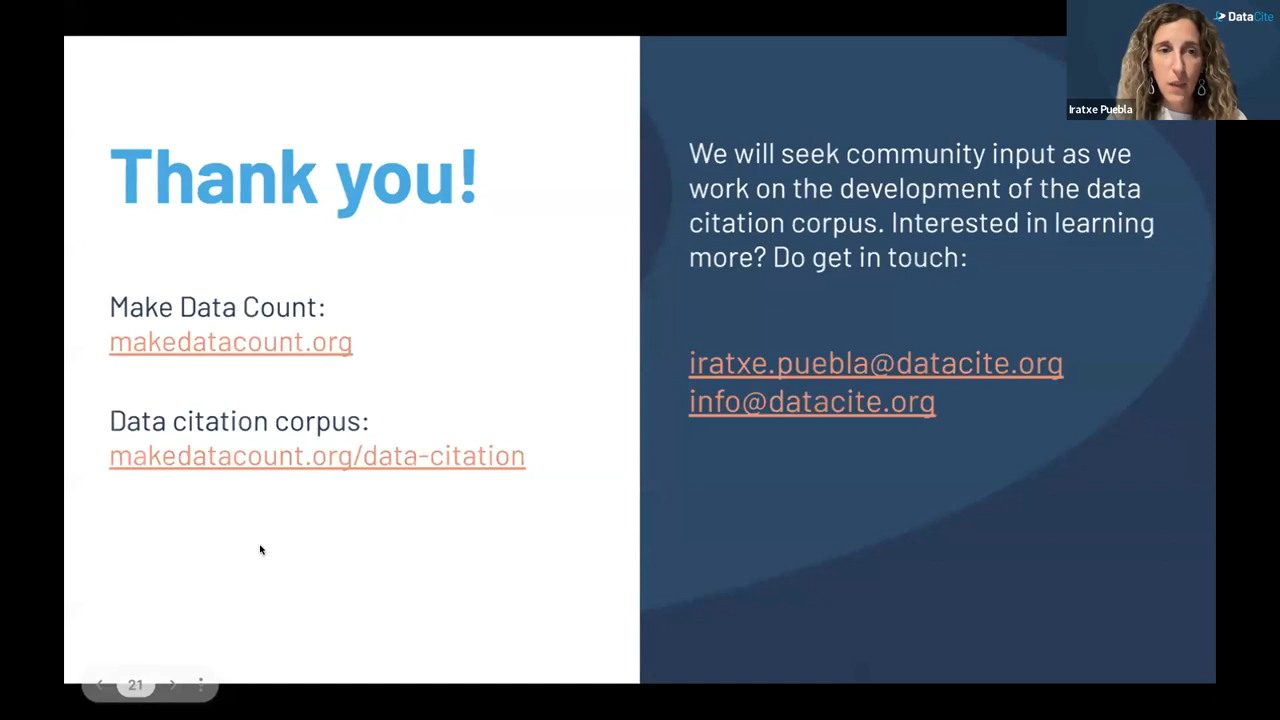 Thank you!
Make Data Count:
makedatacount.org
Data citation corpus:
makedatacount.org/data-citation
21
We will seek community input as we
work on the development of the data
citation corpus. Interested in learning
more? Do get in touch:
iratxe.puebla@datacite.org
info@datacite.org
DataCite
Iratxe Puebla